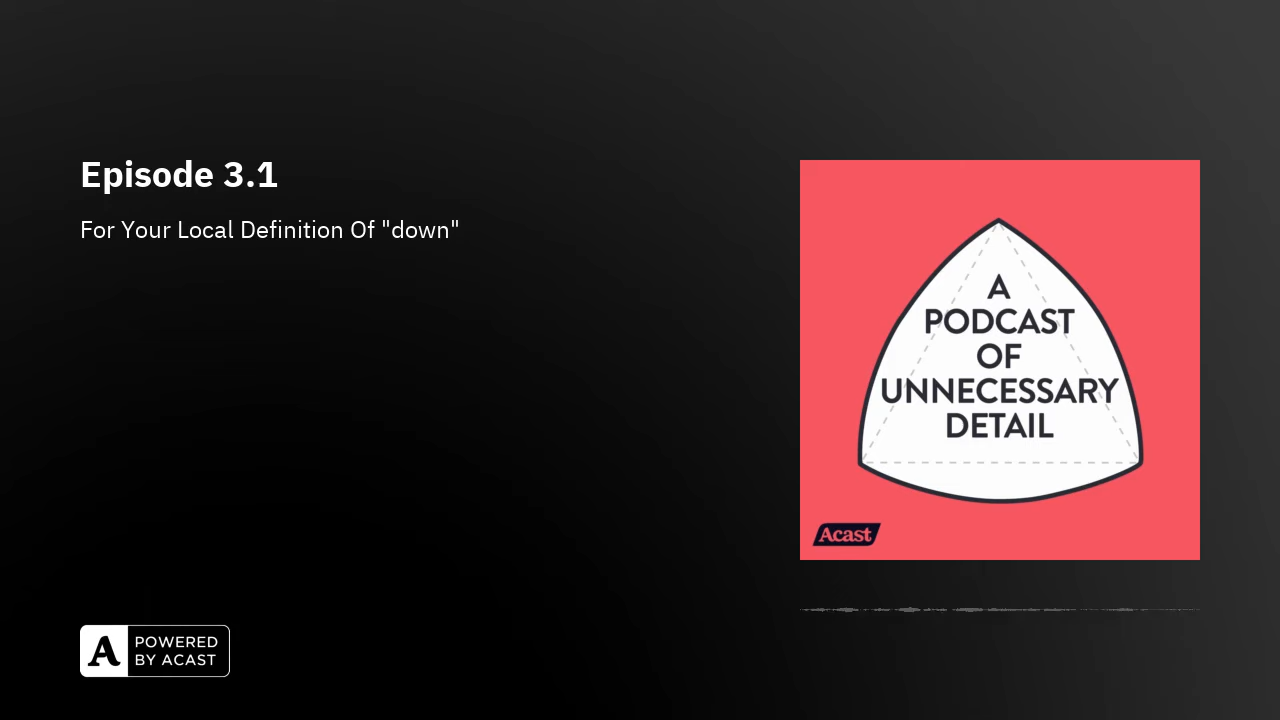 Episode 3.1
For Your Local Definition Of "down"
A
PODCAST
OF
UNNECESSARY
DETAIL
Acast
A POWERED
BY ACAST